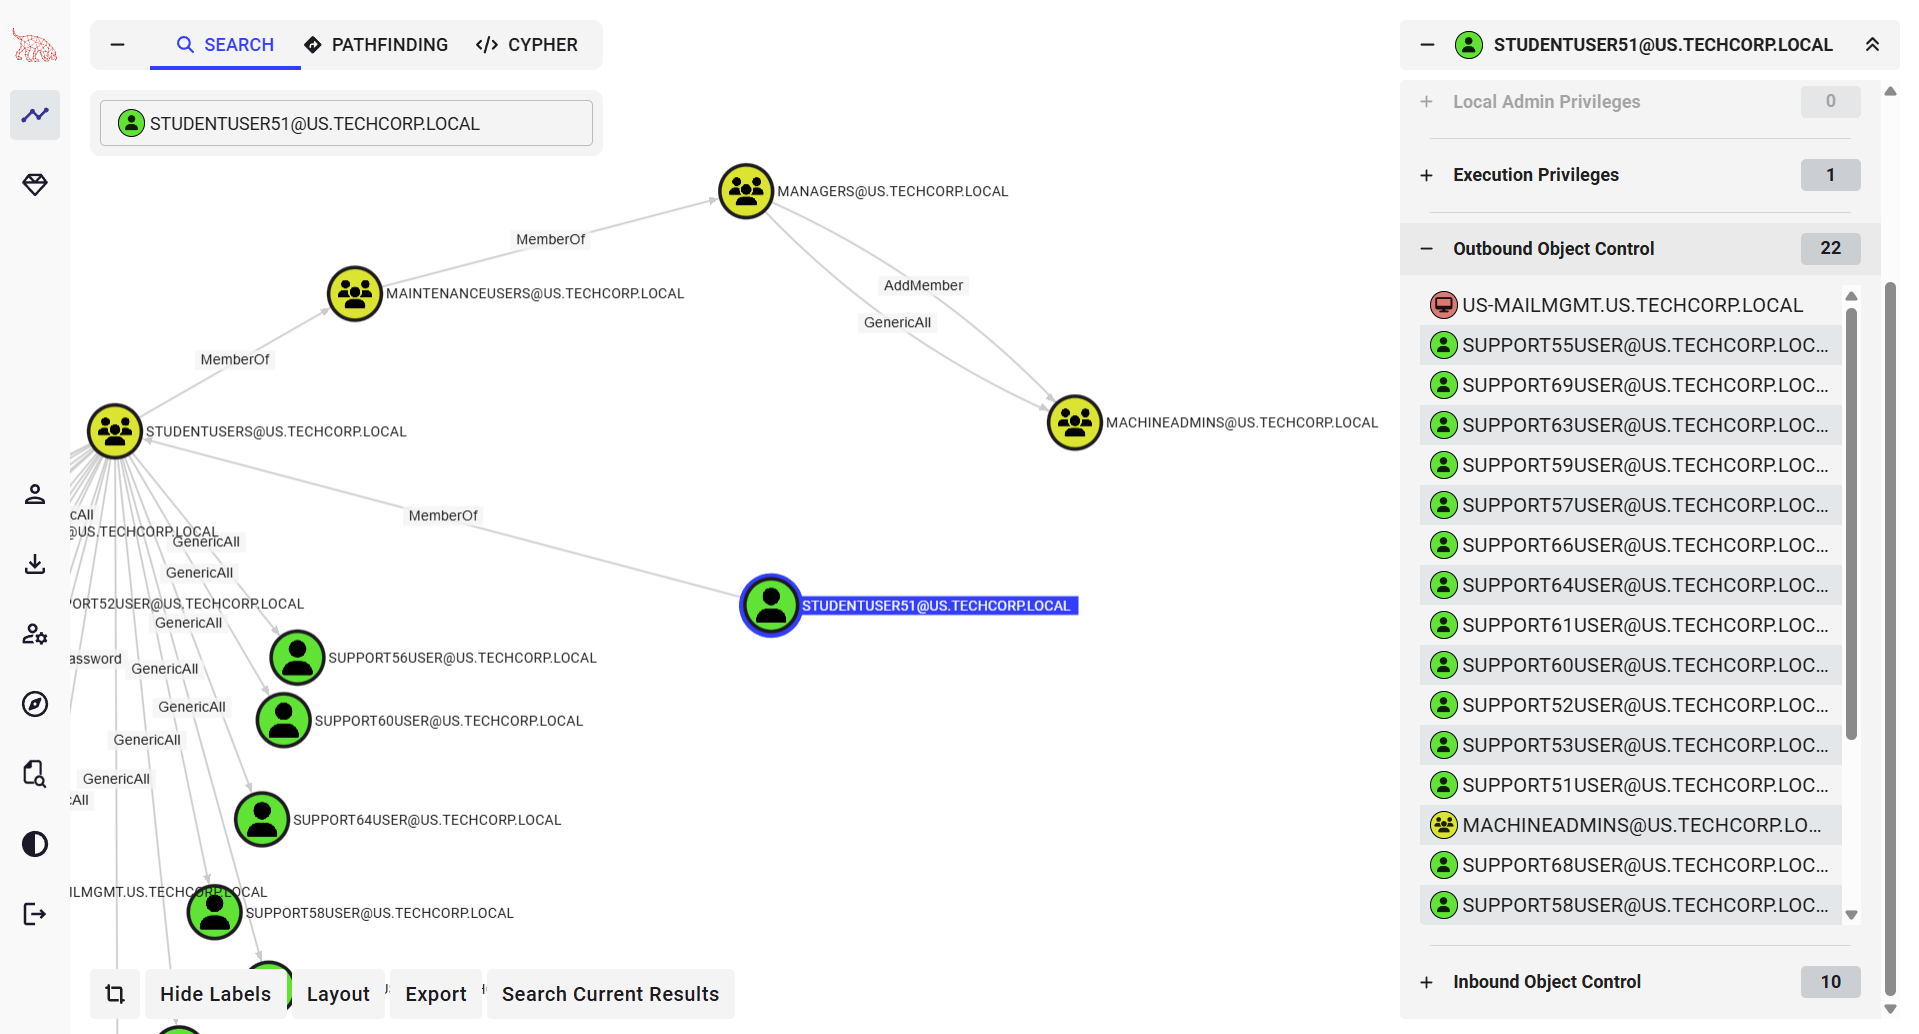 SEARCH
PATHFINDING
CYPHER
STUDENTUSER51@US.TECHCORP.LOCAL
MANAGERS@US.TECHCORP.LOCAL
MemberOf
AddMember
MAINTENANCEUSERS@US.TECHCORP.LOCAL
GenericAll
MemberOf
MACHINEADMINS@US.TECHCORP.LOCAL
STUDENTUSERS@US.TECHCORP.LOCAL
MemberOf
cAll
@US.TECHCORP.LOCAL
GenericAll
GenericAll
PORT52USER@US.TECHCORP.LOCAL
STUDENTUSER51@US.TECHCORP.LOCAL
GenericAll
assword
GenericAll
SUPPORT56USER@US.TECHCORP.LOCAL
GenericAll
SUPPORT60USER@US.TECHCORP.LOCAL
GenericAll
GenericAll
cAll
SUPPORT64USER@US.TECHCORP.LOCAL
ILMGMT.US.TECHCORP.LOCAL
SUPPORT58USER@US.TECHCORP.LOCAL
Hide Labels
Layout
Export
Search Current Results
STUDENTUSER51@US.TECHCORP.LOCAL
Local Admin Privileges 0
Execution Privileges 1
Outbound Object Control 22
US-MAILMGMT.US.TECHCORP.LOCAL
SUPPORT55USER@US.TECHCORP.LOC...
SUPPORT69USER@US.TECHCORP.LOC...
SUPPORT63USER@US.TECHCORP.LOC...
SUPPORT59USER@US.TECHCORP.LOC...
SUPPORT57USER@US.TECHCORP.LOC...
SUPPORT66USER@US.TECHCORP.LOC...
SUPPORT64USER@US.TECHCORP.LOC...
SUPPORT61USER@US.TECHCORP.LOC...
SUPPORT60USER@US.TECHCORP.LOC...
SUPPORT52USER@US.TECHCORP.LOC...
SUPPORT53USER@US.TECHCORP.LOC...
SUPPORT51USER@US.TECHCORP.LOC...
MACHINEADMINS@US.TECHCORP.LO...
SUPPORT68USER@US.TECHCORP.LOC...
SUPPORT58USER@US.TECHCORP.LOC...
Inbound Object Control 10